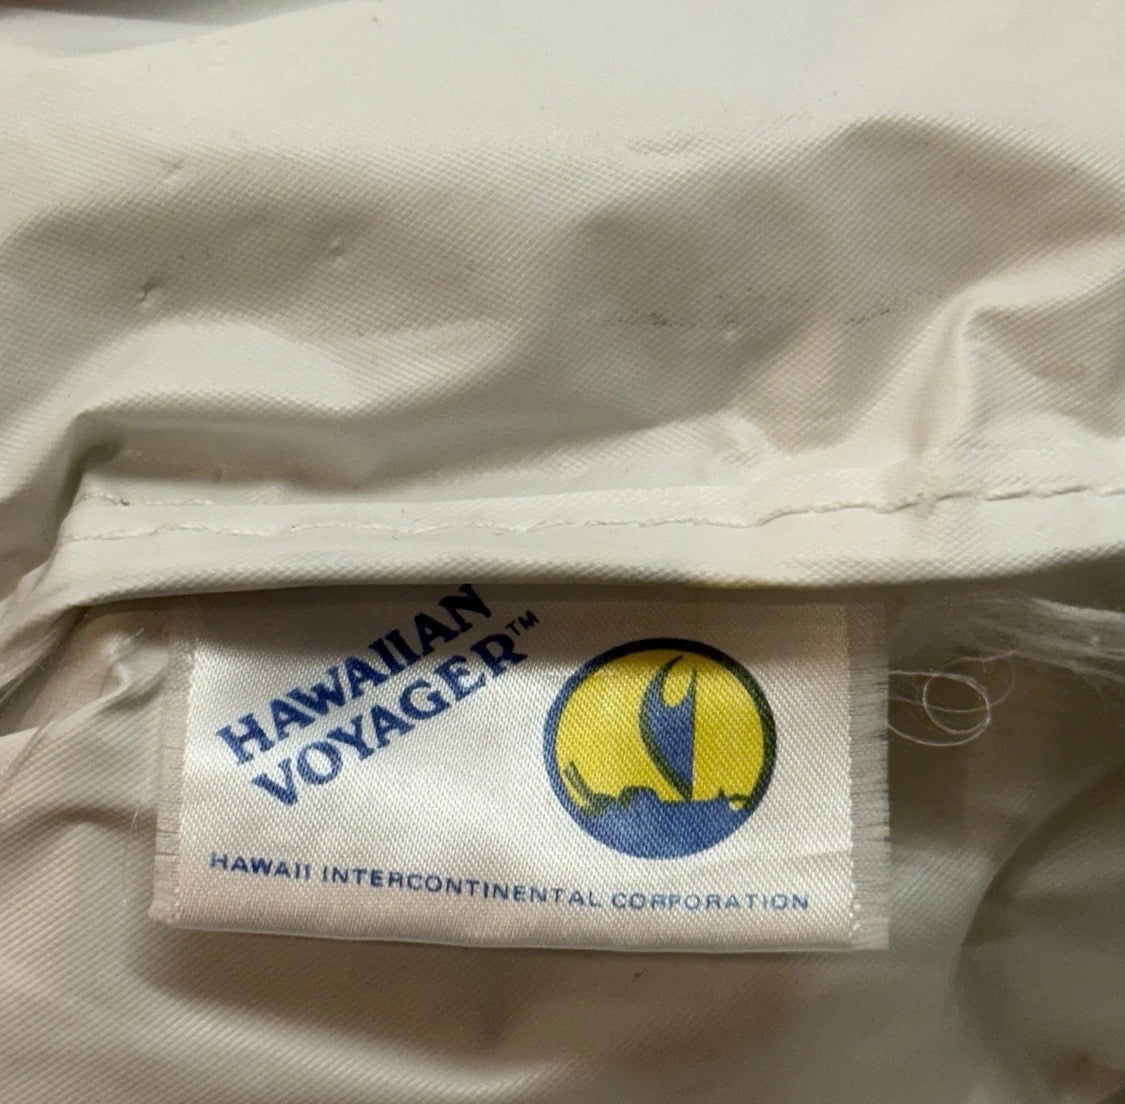 HAWAIIAN
VOYAGER™
HAWAII INTERCONTINENTAL CORPORATION